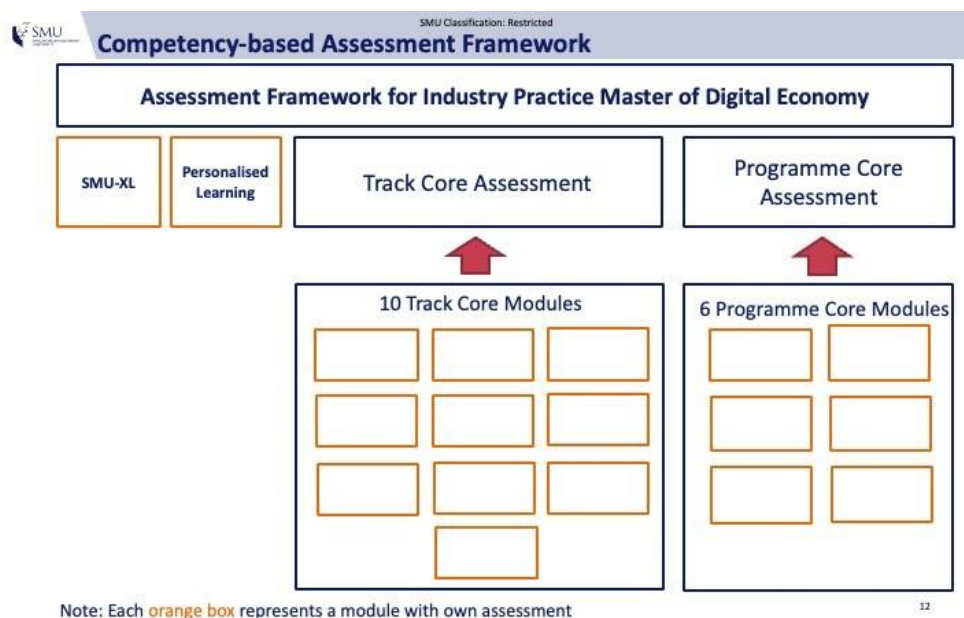 SMU Classification: Restricted
SMU
Competency-based Assessment Framework
Assessment Framework for Industry Practice Master of Digital Economy
SMU-XL
Personalised
Learning
Track Core Assessment
Programme Core
Assessment
10 Track Core Modules
6 Programme Core Modules
Note: Each orange box represents a module with own assessment
12